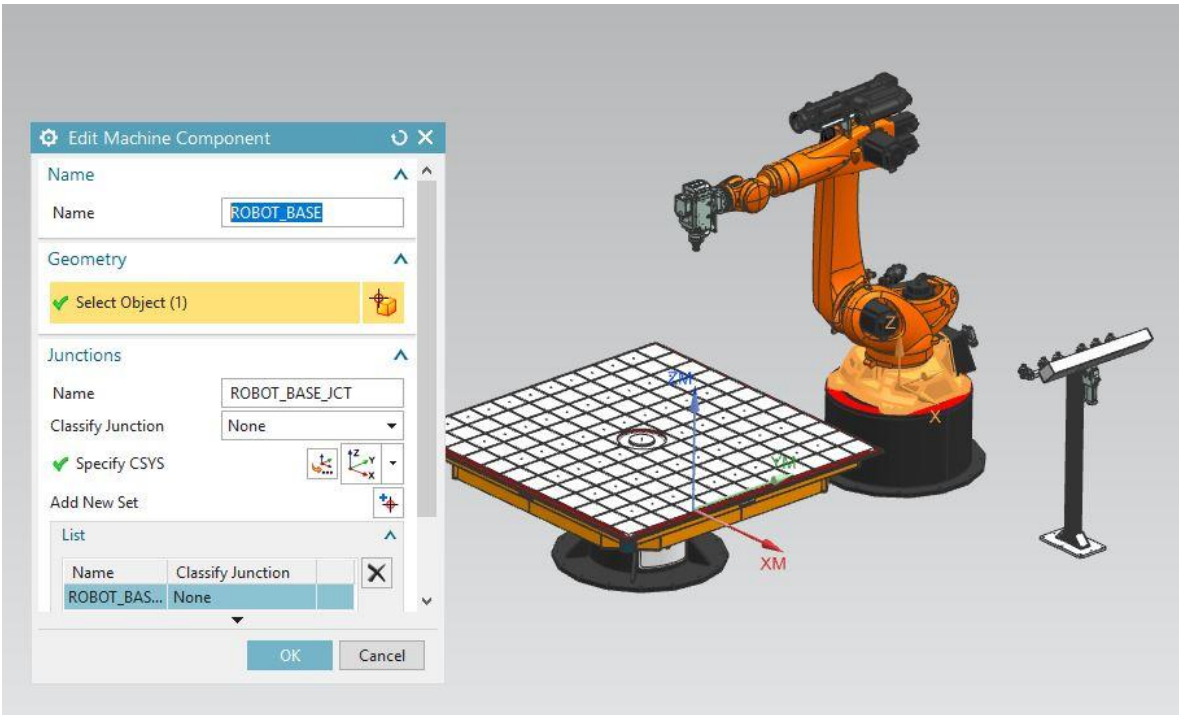 Edit Machine Component
Name
Name ROBOT_BASE
Geometry
Select Object (1)
Junctions
Name ROBOT_BASE_JCT
Classify Junction None
Specify CSYS
Add New Set
List
Name Classify Junction
ROBOT_BAS... None
OK Cancel
Z
X
ZM
YM
XM